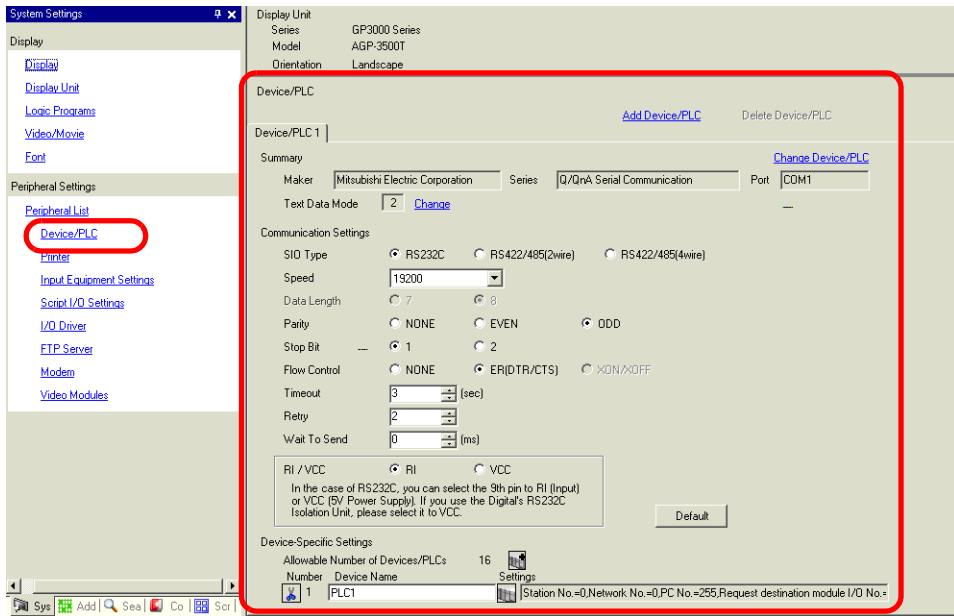 System Settings
Display
Display
Display Unit
Logic Programs
Video/Movie
Font
Peripheral Settings
Peripheral List
Device/PLC
Printer
Input Equipment Settings
Script I/O Settings
I/O Driver
FTP Server
Modem
Video Modules
Sys Add Sea Co Scr
Display Unit
Series GP3000 Series
Model AGP-3500T
Orientation Landscape
Device/PLC
Add Device/PLC Delete Device/PLC
Device/PLC 1
Summary Change Device/PLC
Maker Mitsubishi Electric Corporation Series Q/QnA Serial Communication Port COM1
Text Data Mode 2 Change
Communication Settings
SIO Type RS232C RS422/485(2wire) RS422/485(4wire)
Speed 19200
Data Length 7 8
Parity NONE EVEN ODD
Stop Bit 1 2
Flow Control NONE ER(DTR/CTS) XON/XOFF
Timeout 3 (sec)
Retry 2
Wait To Send 0 (ms)
RI / VCC RI VCC
In the case of RS232C, you can select the 9th pin to RI (Input)
or VCC (5V Power Supply). If you use the Digital's RS232C
Isolation Unit, please select it to VCC.
Default
Device-Specific Settings
Allowable Number of Devices/PLCs 16
Number Device Name Settings
1 PLC1 Station No.=0,Network No.=0,PC No.=255,Request destination module I/O No.=